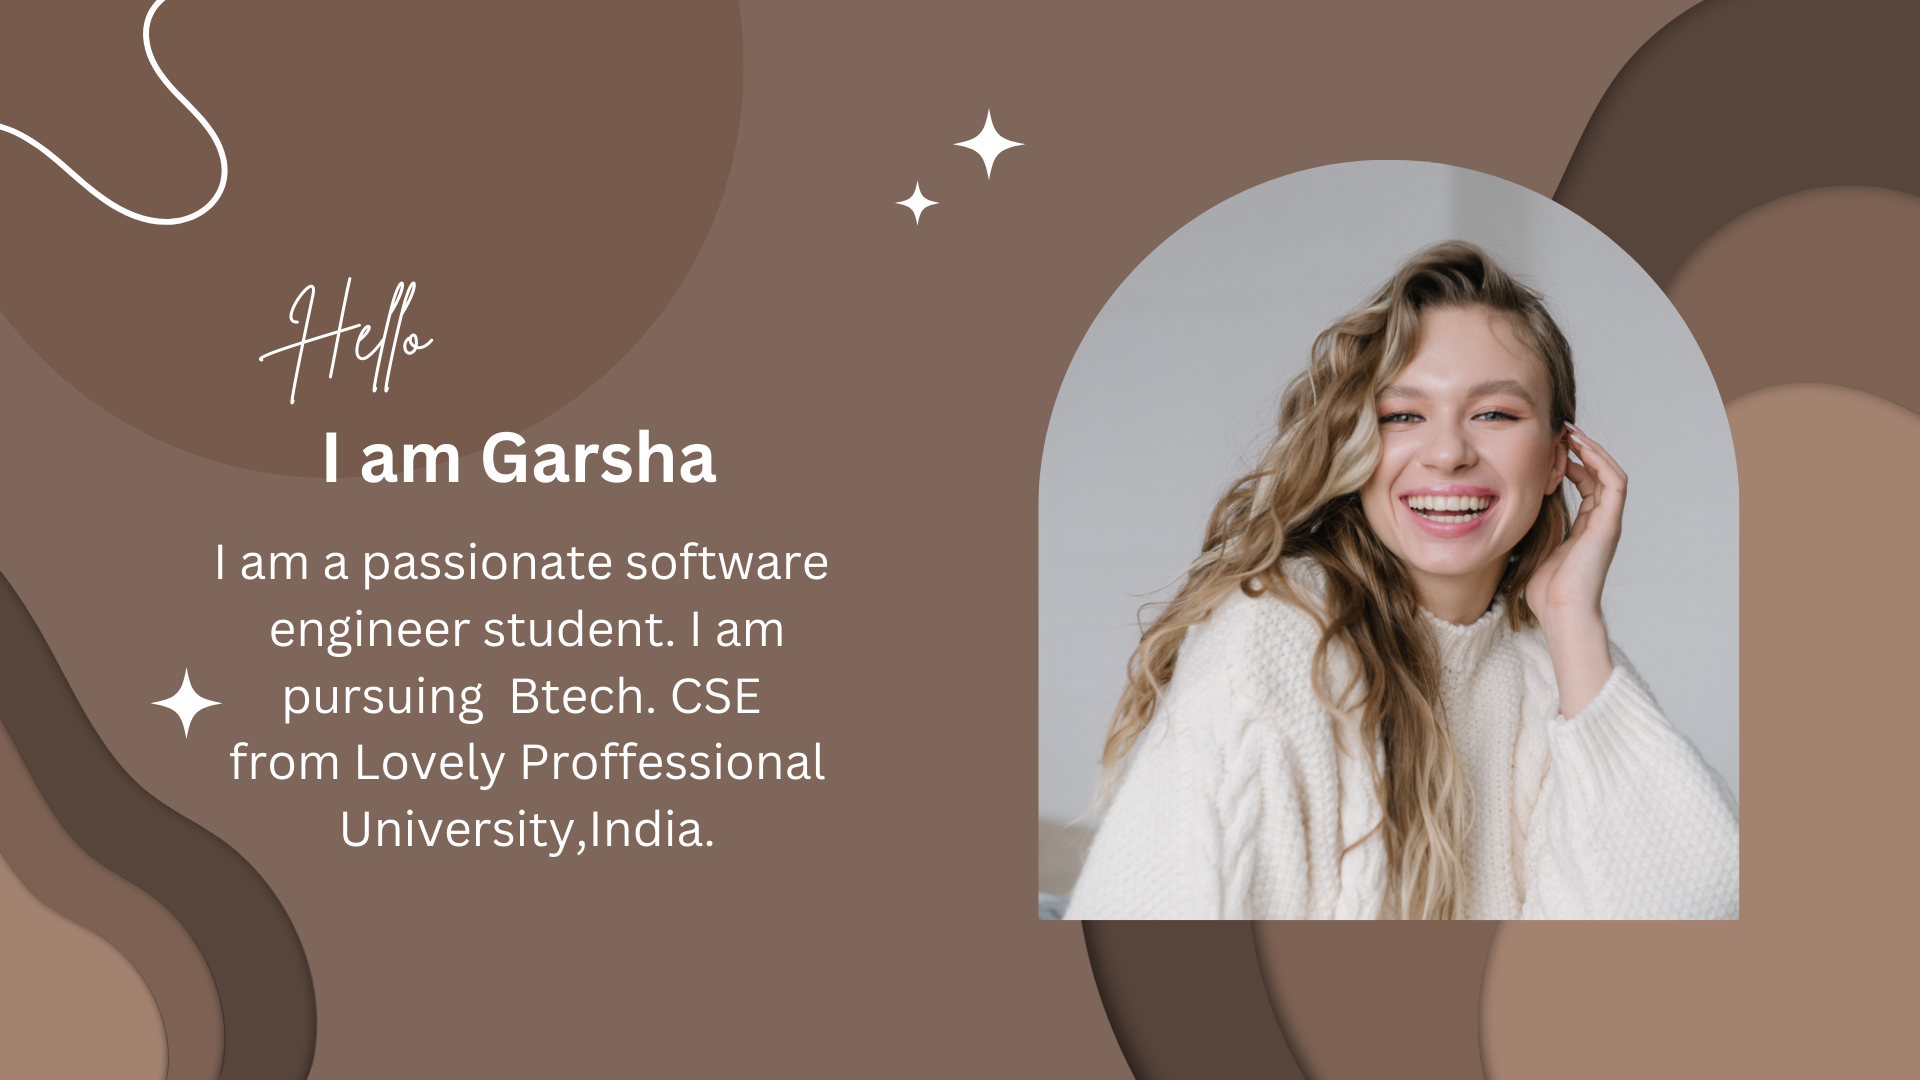 Hello
I am Garsha
I am a passionate software
engineer student. I am
pursuing  Btech. CSE
from Lovely Proffessional
University,India.